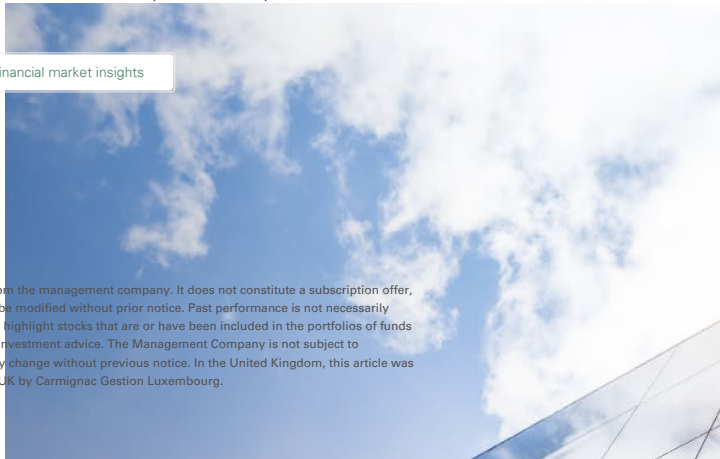 inancial market insights
om the management company. It does not constitute a subscription offer,
be modified without prior notice. Past performance is not necessarily
highlight stocks that are or have been included in the portfolios of funds
nvestment advice. The Management Company is not subject to
y change without previous notice. In the United Kingdom, this article was
UK by Carmignac Gestion Luxembourg.